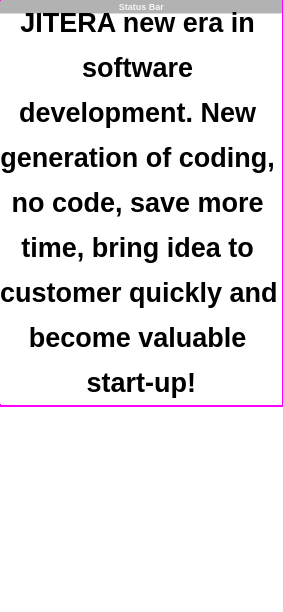 Status Bar
JITERA new era in
software
development. New
generation of coding,
no code, save more
time, bring idea to
customer quickly and
become valuable
start-up!